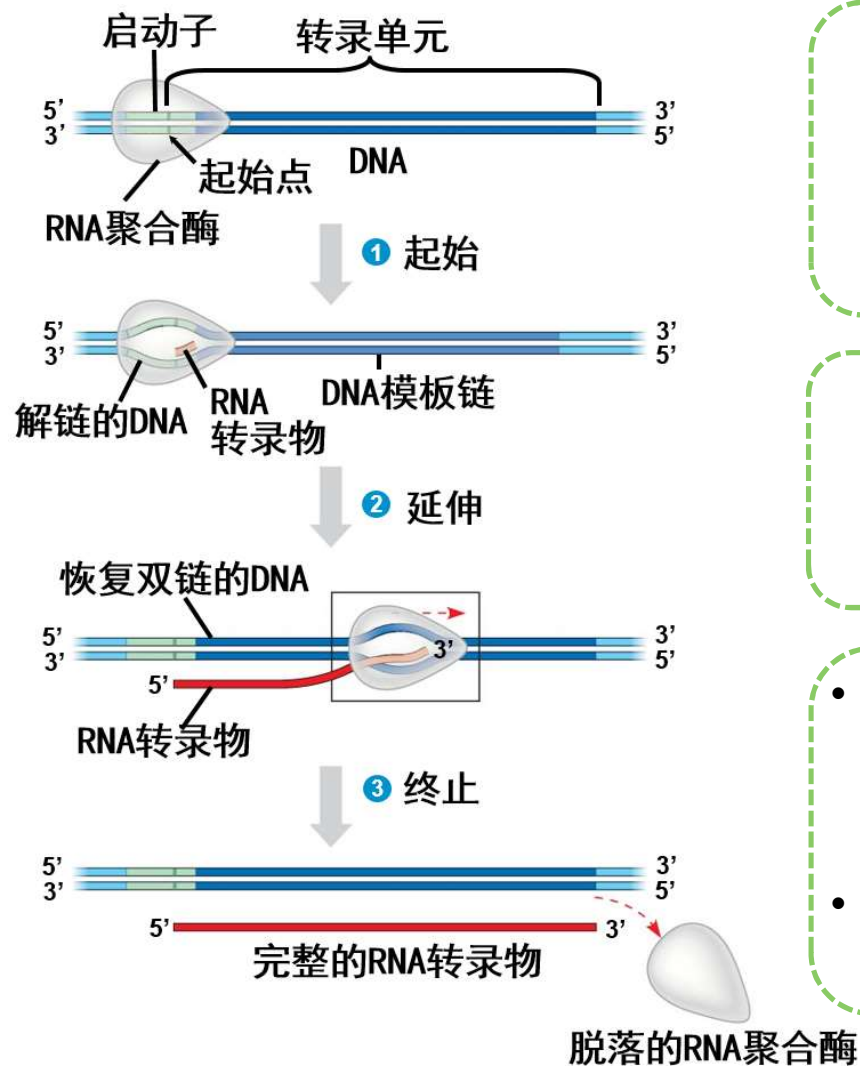 启动子
转录单元
5’
3’
3’
5’
起始点
DNA
RNA聚合酶
1 起始
5’
3’
3’
5’
解链的DNA
RNA
转录物
DNA模板链
2 延伸
恢复双链的DNA
5’
3’
3’
3’
5’
5’
RNA转录物
3 终止
5’
3’
3’
5’
5’
3’
完整的RNA转录物
脱落的RNA聚合酶